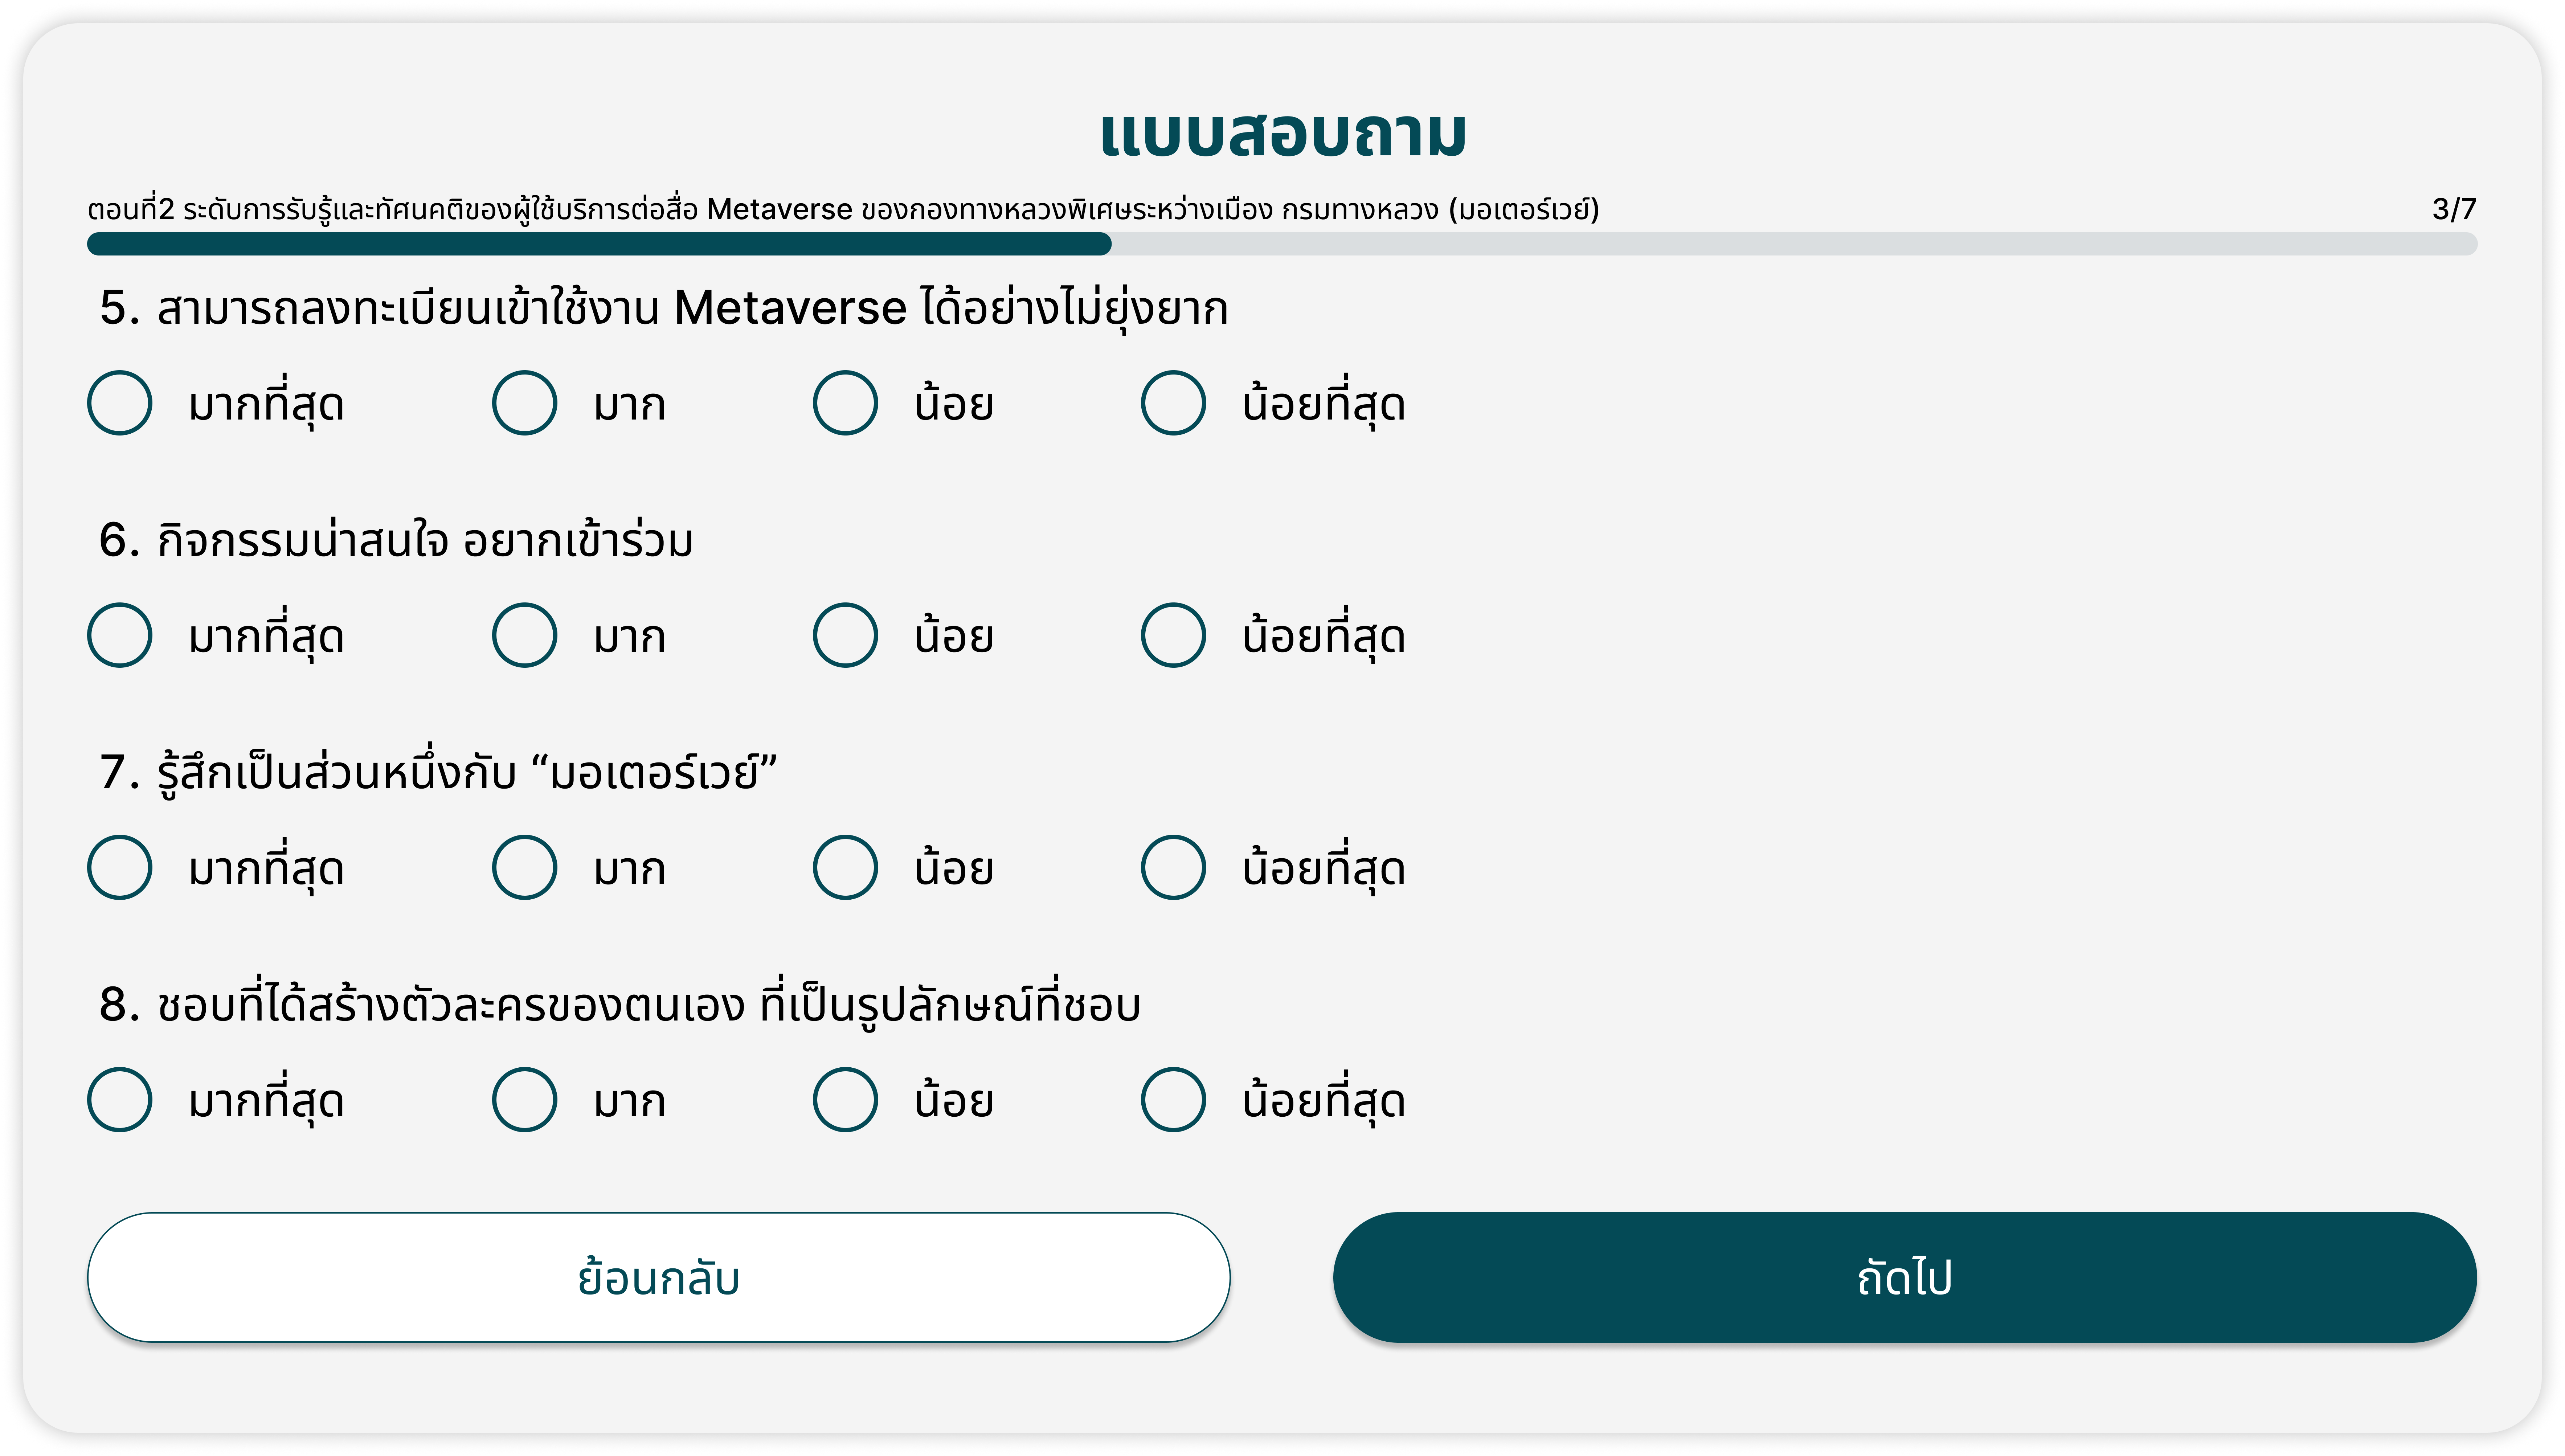 แบบสอบถาม
ตอนที่2 ระดับการรับรู้และทัศนคติของผู้ใช้บริการต่อสื่อ Metaverse ของกองทางหลวงพิเศษระหว่างเมือง กรมทางหลวง (มอเตอร์เวย์) 3/7
5. สามารถลงทะเบียนเข้าใช้งาน Metaverse ได้อย่างไม่ยุ่งยาก
มากที่สุด มาก น้อย น้อยที่สุด
6. กิจกรรมน่าสนใจ อยากเข้าร่วม
มากที่สุด มาก น้อย น้อยที่สุด
7. รู้สึกเป็นส่วนหนึ่งกับ “มอเตอร์เวย์”
มากที่สุด มาก น้อย น้อยที่สุด
8. ชอบที่ได้สร้างตัวละครของตนเอง ที่เป็นรูปลักษณ์ที่ชอบ
มากที่สุด มาก น้อย น้อยที่สุด
ย้อนกลับ ถัดไป